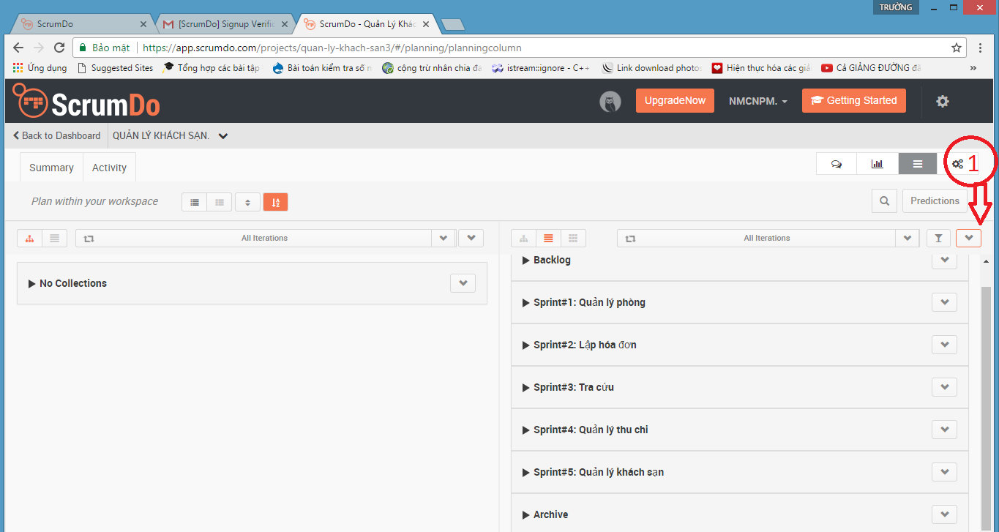 TRƯỜNG
ScrumDo
[ScrumDo] Signup Verific
ScrumDo - Quản Lý Khác
Bảo mật
https://app.scrumdo.com/projects/quan-ly-khach-san3/#/planning/planningcolumn
Ứng dụng
Suggested Sites
Tổng hợp các bài tập
Bài toán kiểm tra số n
cộng trừ nhân chia đa
istream::ignore - C++
Link download photos
Hiện thực hóa các giả
Cả GIẢNG ĐƯỜNG đã
»
ScrumDo
UpgradeNow
NMCNPM.
Getting Started
Back to Dashboard
QUẢN LÝ KHÁCH SẠN.
Summary
Activity
1
Plan within your workspace
Predictions
All Iterations
All Iterations
No Collections
Backlog
Sprint#1: Quản lý phòng
Sprint#2: Lập hóa đơn
Sprint#3: Tra cứu
Sprint#4: Quản lý thu chi
Sprint#5: Quản lý khách sạn
Archive